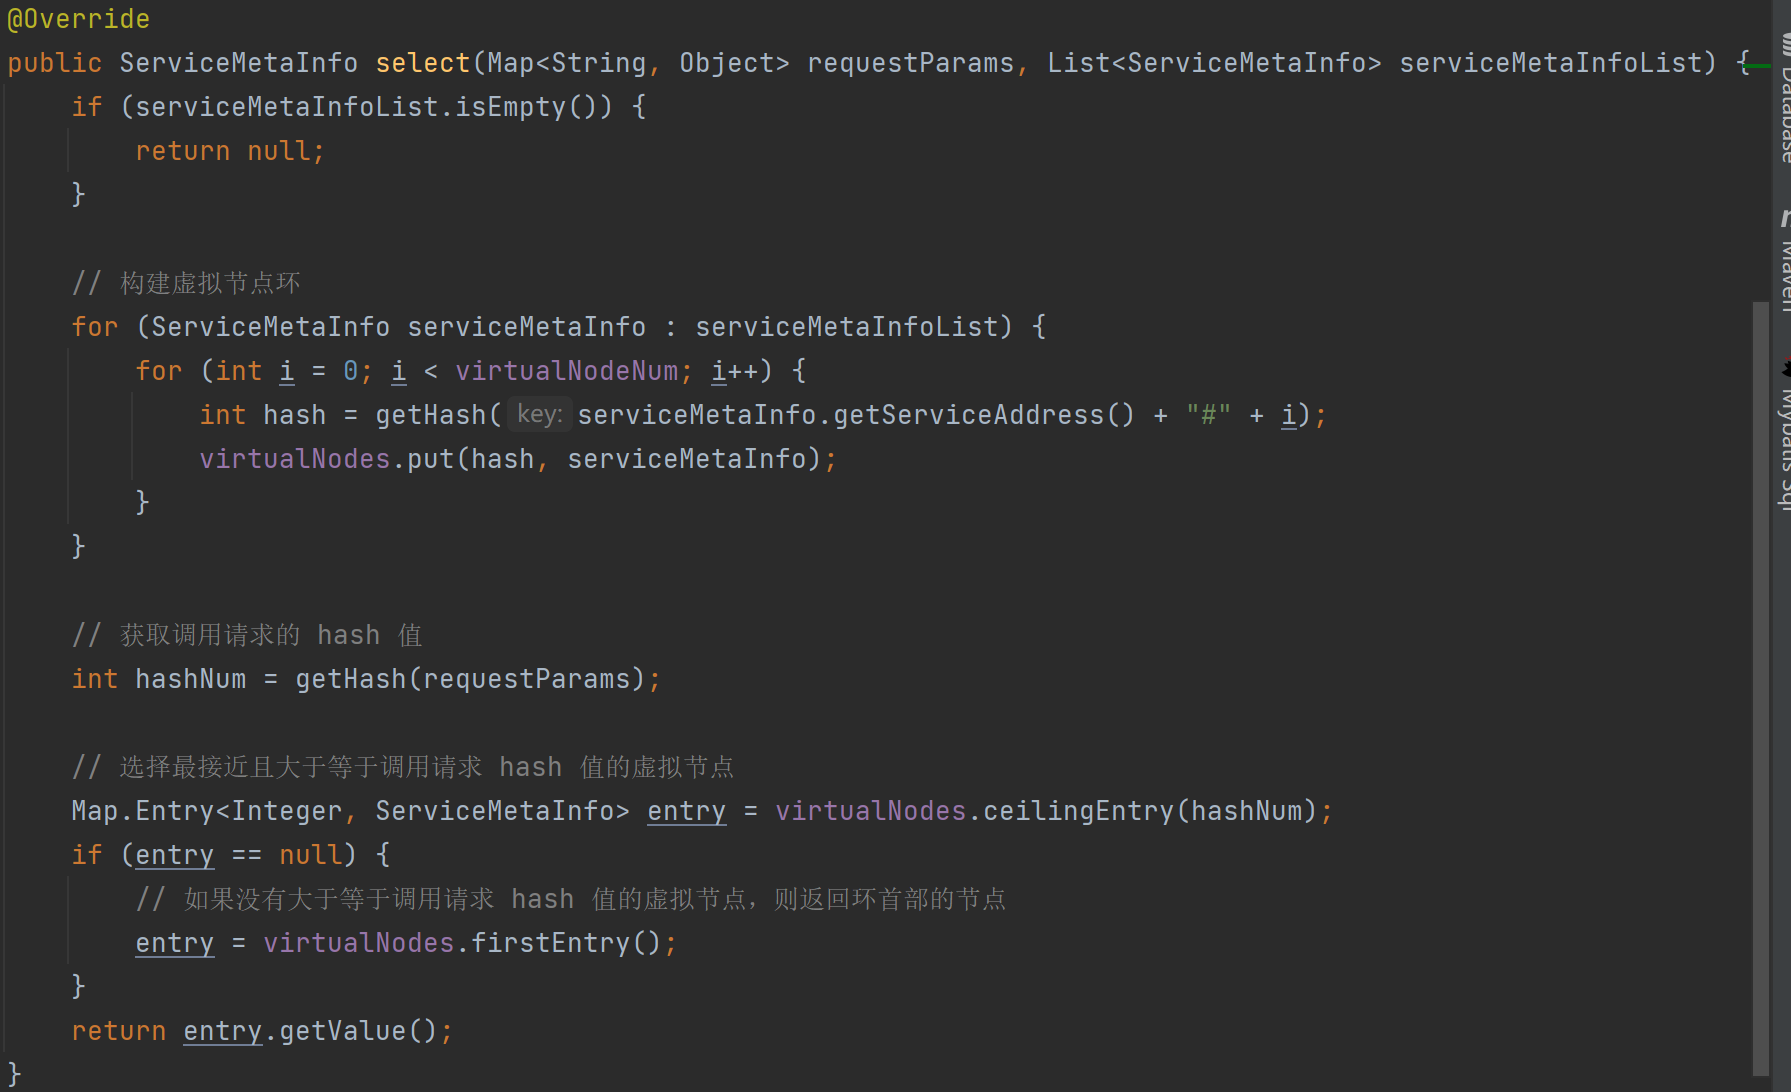 @Override
public ServiceMetaInfo select(Map<String, Object> requestParams, List<ServiceMetaInfo> serviceMetaInfoList) {
    if (serviceMetaInfoList.isEmpty()) {
        return null;
    }
    // 构建虚拟节点环
    for (ServiceMetaInfo serviceMetaInfo : serviceMetaInfoList) {
        for (int i = 0; i < virtualNodeNum; i++) {
            int hash = getHash( key: serviceMetaInfo.getServiceAddress() + "#" + i);
            virtualNodes.put(hash, serviceMetaInfo);
        }
    }
    // 获取调用请求的 hash 值
    int hashNum = getHash(requestParams);
    // 选择最接近且大于等于调用请求 hash 值的虚拟节点
    Map.Entry<Integer, ServiceMetaInfo> entry = virtualNodes.ceilingEntry(hashNum);
    if (entry == null) {
        // 如果没有大于等于调用请求 hash 值的虚拟节点，则返回环首部的节点
        entry = virtualNodes.firstEntry();
    }
    return entry.getValue();
}
Database
Maven
Mybatis Sql